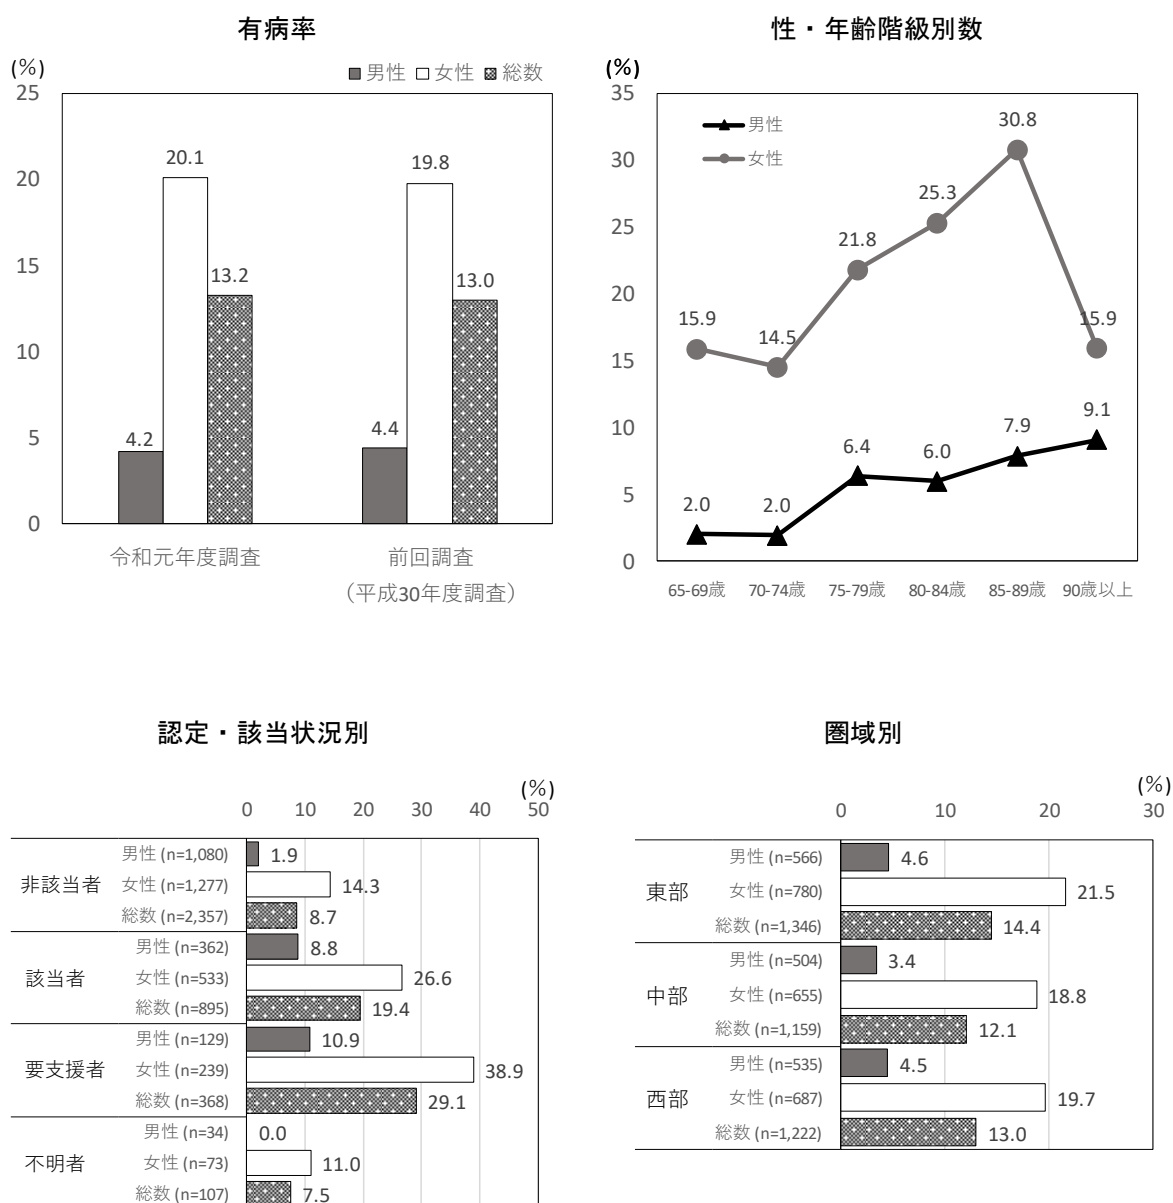 有病率
(%)
男性 女性 総数
25
20
15
10
5
0
20.1
19.8
13.2
13.0
4.2
4.4
令和元年度調査
前回調査
（平成30年度調査）
性・年齢階級別数
(%)
男性
女性
35
30
25
20
15
10
5
0
15.9
14.5
21.8
25.3
30.8
15.9
2.0
2.0
6.4
6.0
7.9
9.1
65-69歳 70-74歳 75-79歳 80-84歳 85-89歳 90歳以上
認定・該当状況別
(%)
0 10 20 30 40 50
非該当者
男性 (n=1,080) 1.9
女性 (n=1,277) 14.3
総数 (n=2,357) 8.7
該当者
男性 (n=362) 8.8
女性 (n=533) 26.6
総数 (n=895) 19.4
要支援者
男性 (n=129) 10.9
女性 (n=239) 38.9
総数 (n=368) 29.1
不明者
男性 (n=34) 0.0
女性 (n=73) 11.0
総数 (n=107) 7.5
圏域別
(%)
0 10 20 30
東部
男性 (n=566) 4.6
女性 (n=780) 21.5
総数 (n=1,346) 14.4
中部
男性 (n=504) 3.4
女性 (n=655) 18.8
総数 (n=1,159) 12.1
西部
男性 (n=535) 4.5
女性 (n=687) 19.7
総数 (n=1,222) 13.0